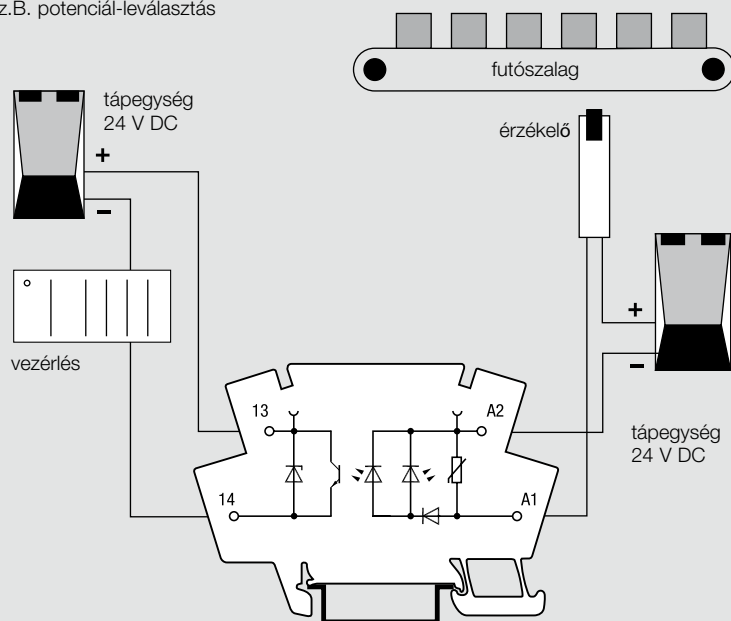 z.B. potenciál-leválasztás
futószalag
tápegység
24 V DC
érzékelő
+
−
+
−
vezérlés
13
A2
14
A1
tápegység
24 V DC